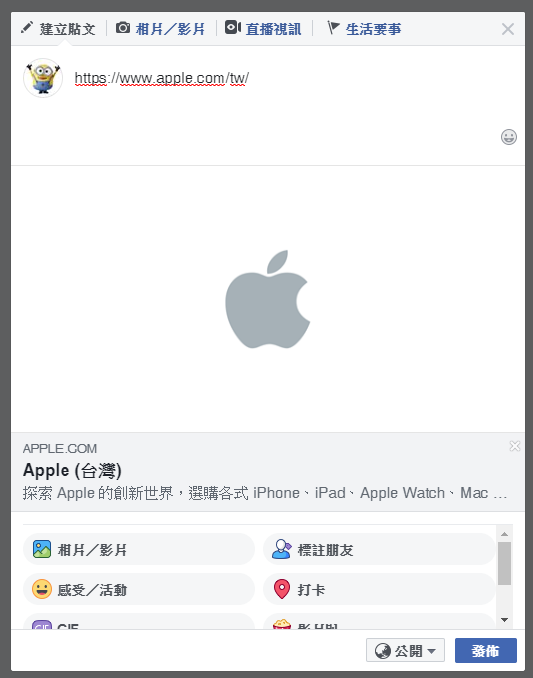 建立貼文 相片／影片 直播視訊 生活要事
https://www.apple.com/tw/
APPLE.COM
Apple (台灣)
探索 Apple 的創新世界，選購各式 iPhone、iPad、Apple Watch、Mac …
相片／影片 標註朋友
感受／活動 打卡
GIF
公開 發佈